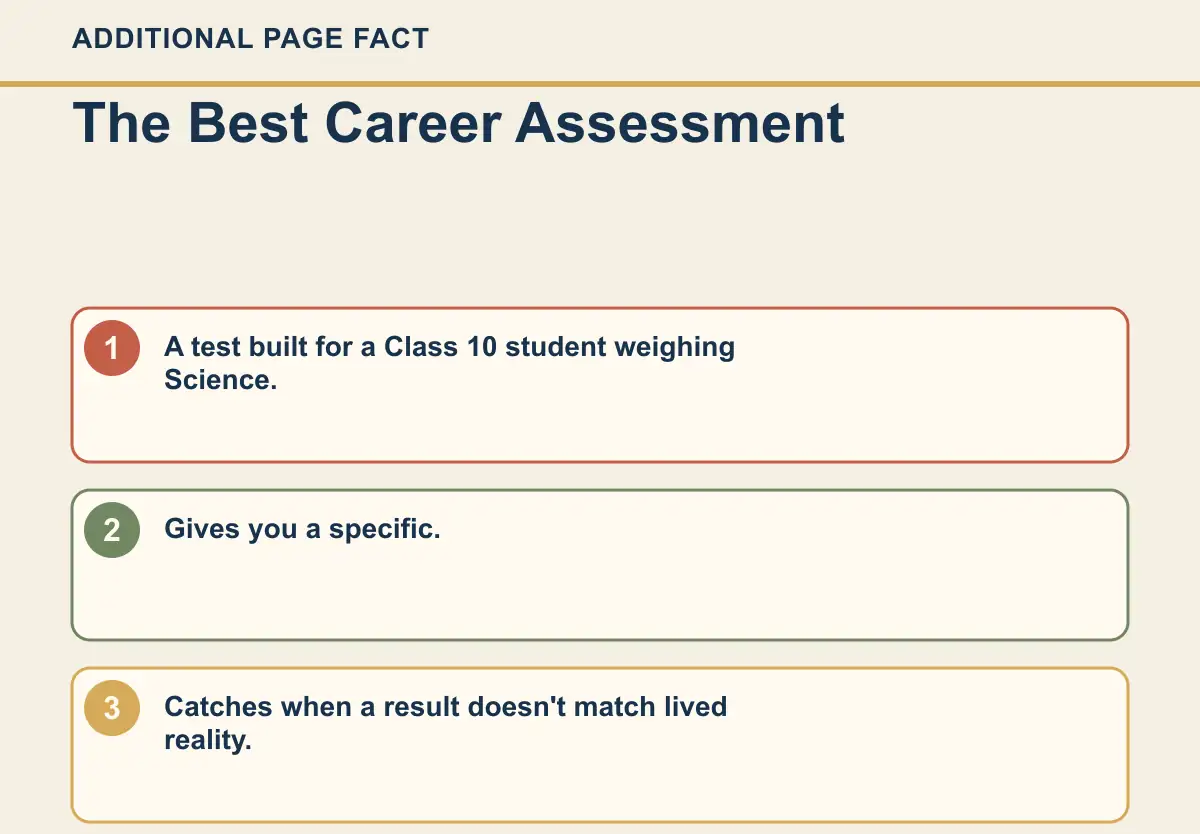 ADDITIONAL PAGE FACT
The Best Career Assessment
1
A test built for a Class 10 student weighing
Science.
2
Gives you a specific.
3
Catches when a result doesn't match lived
reality.